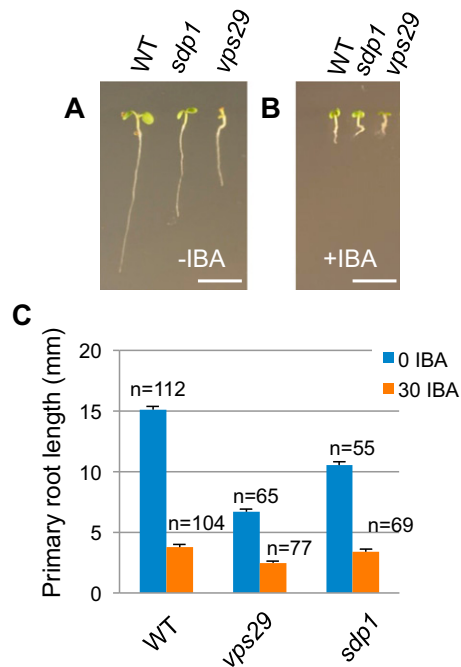 WT sdp1 vps29
WT sdp1 vps29
A
B
-IBA
+IBA
C
Primary root length (mm)
20
15
10
5
0
0 IBA
30 IBA
n=112
n=104
n=65
n=77
n=55
n=69
WT
vps29
sdp1